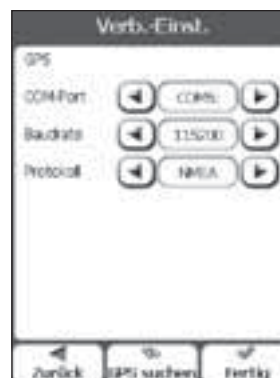 Verb.-Einst.
GPS
COM-Port COM5:
Baudrate 115200
Protokoll NMEA
Zurück GPS suchen Fertig